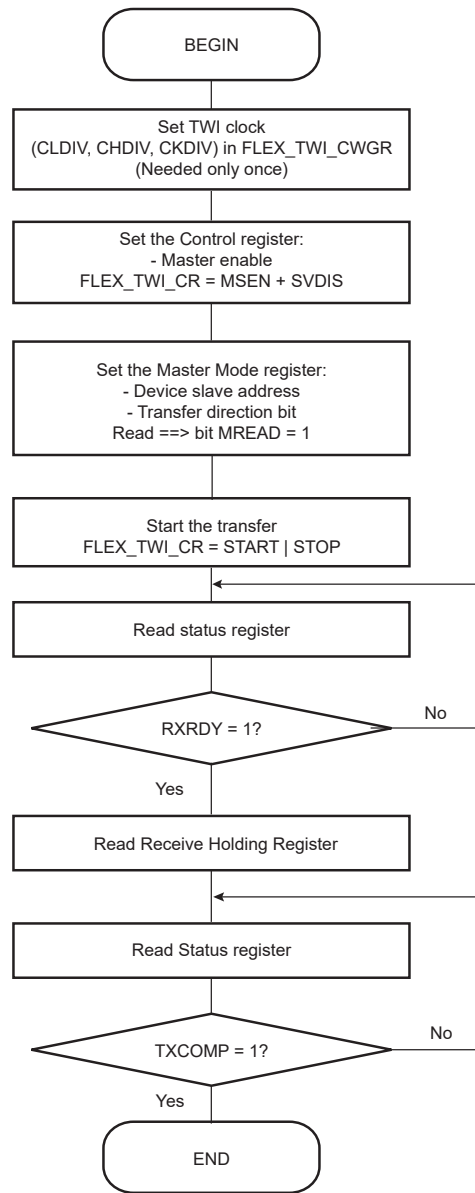 BEGIN
Set TWI clock
(CLDIV, CHDIV, CKDIV) in FLEX_TWI_CWGR
(Needed only once)
Set the Control register:
- Master enable
FLEX_TWI_CR = MSEN + SVDIS
Set the Master Mode register:
- Device slave address
- Transfer direction bit
Read ==> bit MREAD = 1
Start the transfer
FLEX_TWI_CR = START | STOP
Read status register
RXRDY = 1?
No
Yes
Read Receive Holding Register
Read Status register
TXCOMP = 1?
No
Yes
END